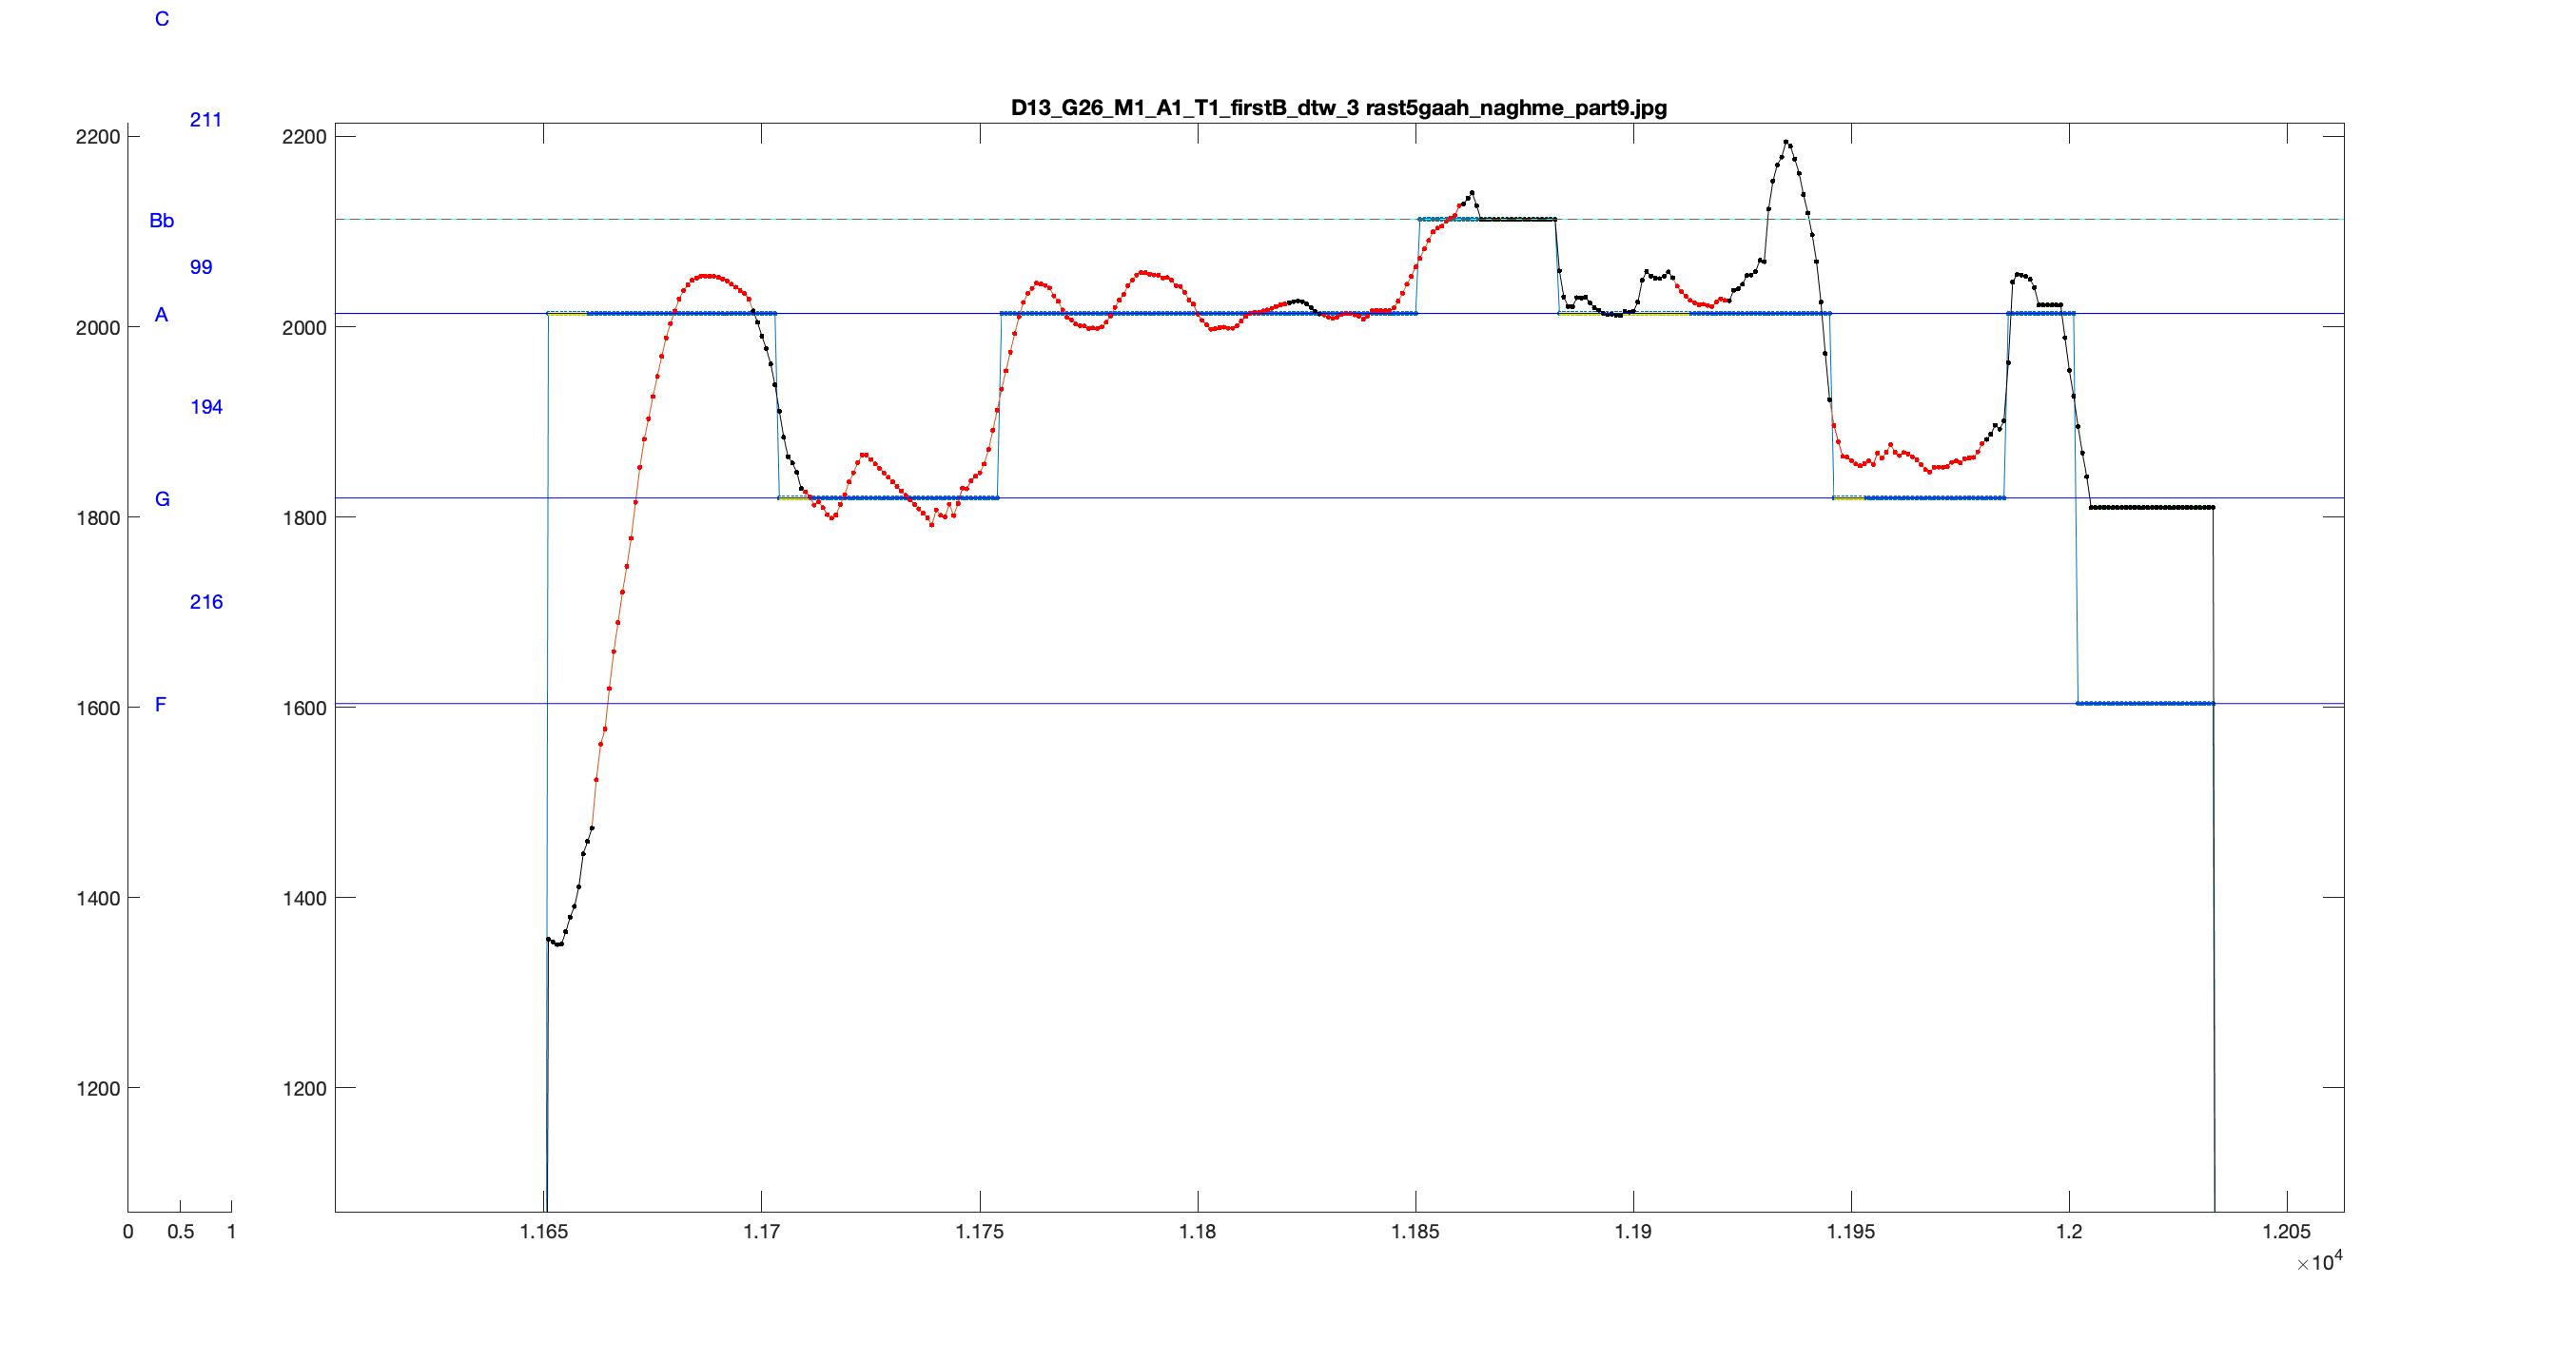 C
D13_G26_M1_A1_T1_firstB_dtw_3 rast5gaah_naghme_part9.jpg
211
2200 2200
Bb
99
A
2000 2000
194
G
1800 1800
216
F
1600 1600
1400 1400
1200 1200
0 0.5 1 1.165 1.17 1.175 1.18 1.185 1.19 1.195 1.2 1.205
×10^4